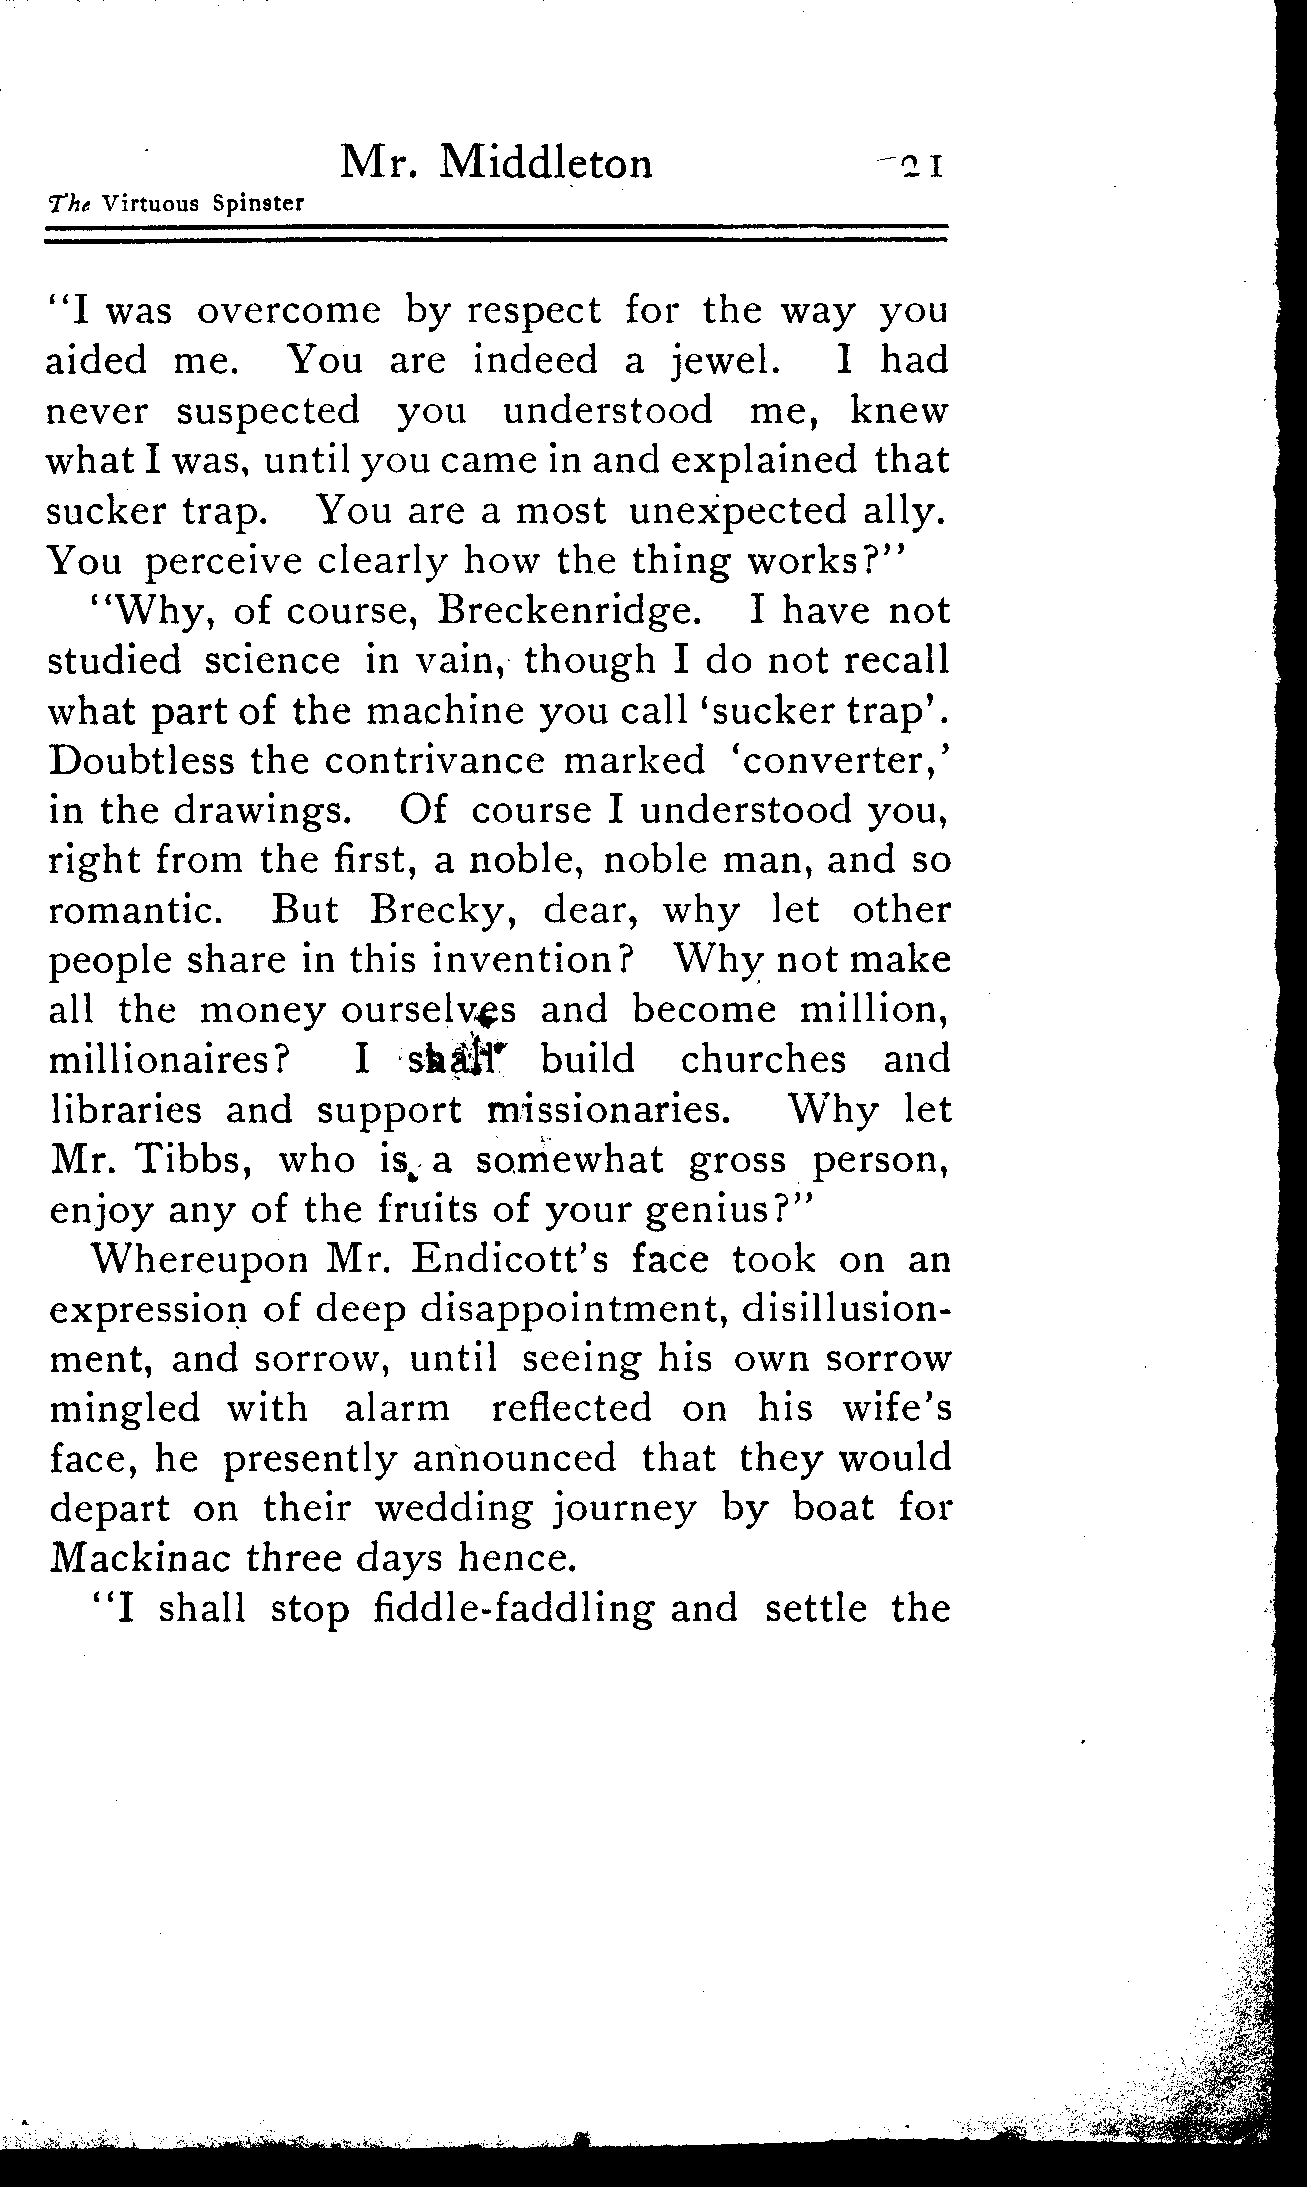 Mr. Middleton 21
The Virtuous Spinster
"I was overcome by respect for the way you
aided me. You are indeed a jewel. I had
never suspected you understood me, knew
what I was, until you came in and explained that
sucker trap. You are a most unexpected ally.
You perceive clearly how the thing works?"
"Why, of course, Breckenridge. I have not
studied science in vain, though I do not recall
what part of the machine you call 'sucker trap'.
Doubtless the contrivance marked 'converter,'
in the drawings. Of course I understood you,
right from the first, a noble, noble man, and so
romantic. But Brecky, dear, why let other
people share in this invention? Why not make
all the money ourselves and become million,
millionaires? I shall build churches and
libraries and support missionaries. Why let
Mr. Tibbs, who is a somewhat gross person,
enjoy any of the fruits of your genius?"
Whereupon Mr. Endicott's face took on an
expression of deep disappointment, disillusion-
ment, and sorrow, until seeing his own sorrow
mingled with alarm reflected on his wife's
face, he presently announced that they would
depart on their wedding journey by boat for
Mackinac three days hence.
"I shall stop fiddle-faddling and settle the